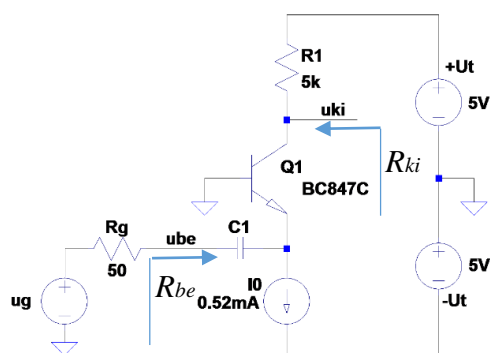 R1
5k
+Ut
uki
5V
Rki
Q1
BC847C
Rg
ube
C1
50
ug
Rbe
I0
0.52mA
5V
-Ut